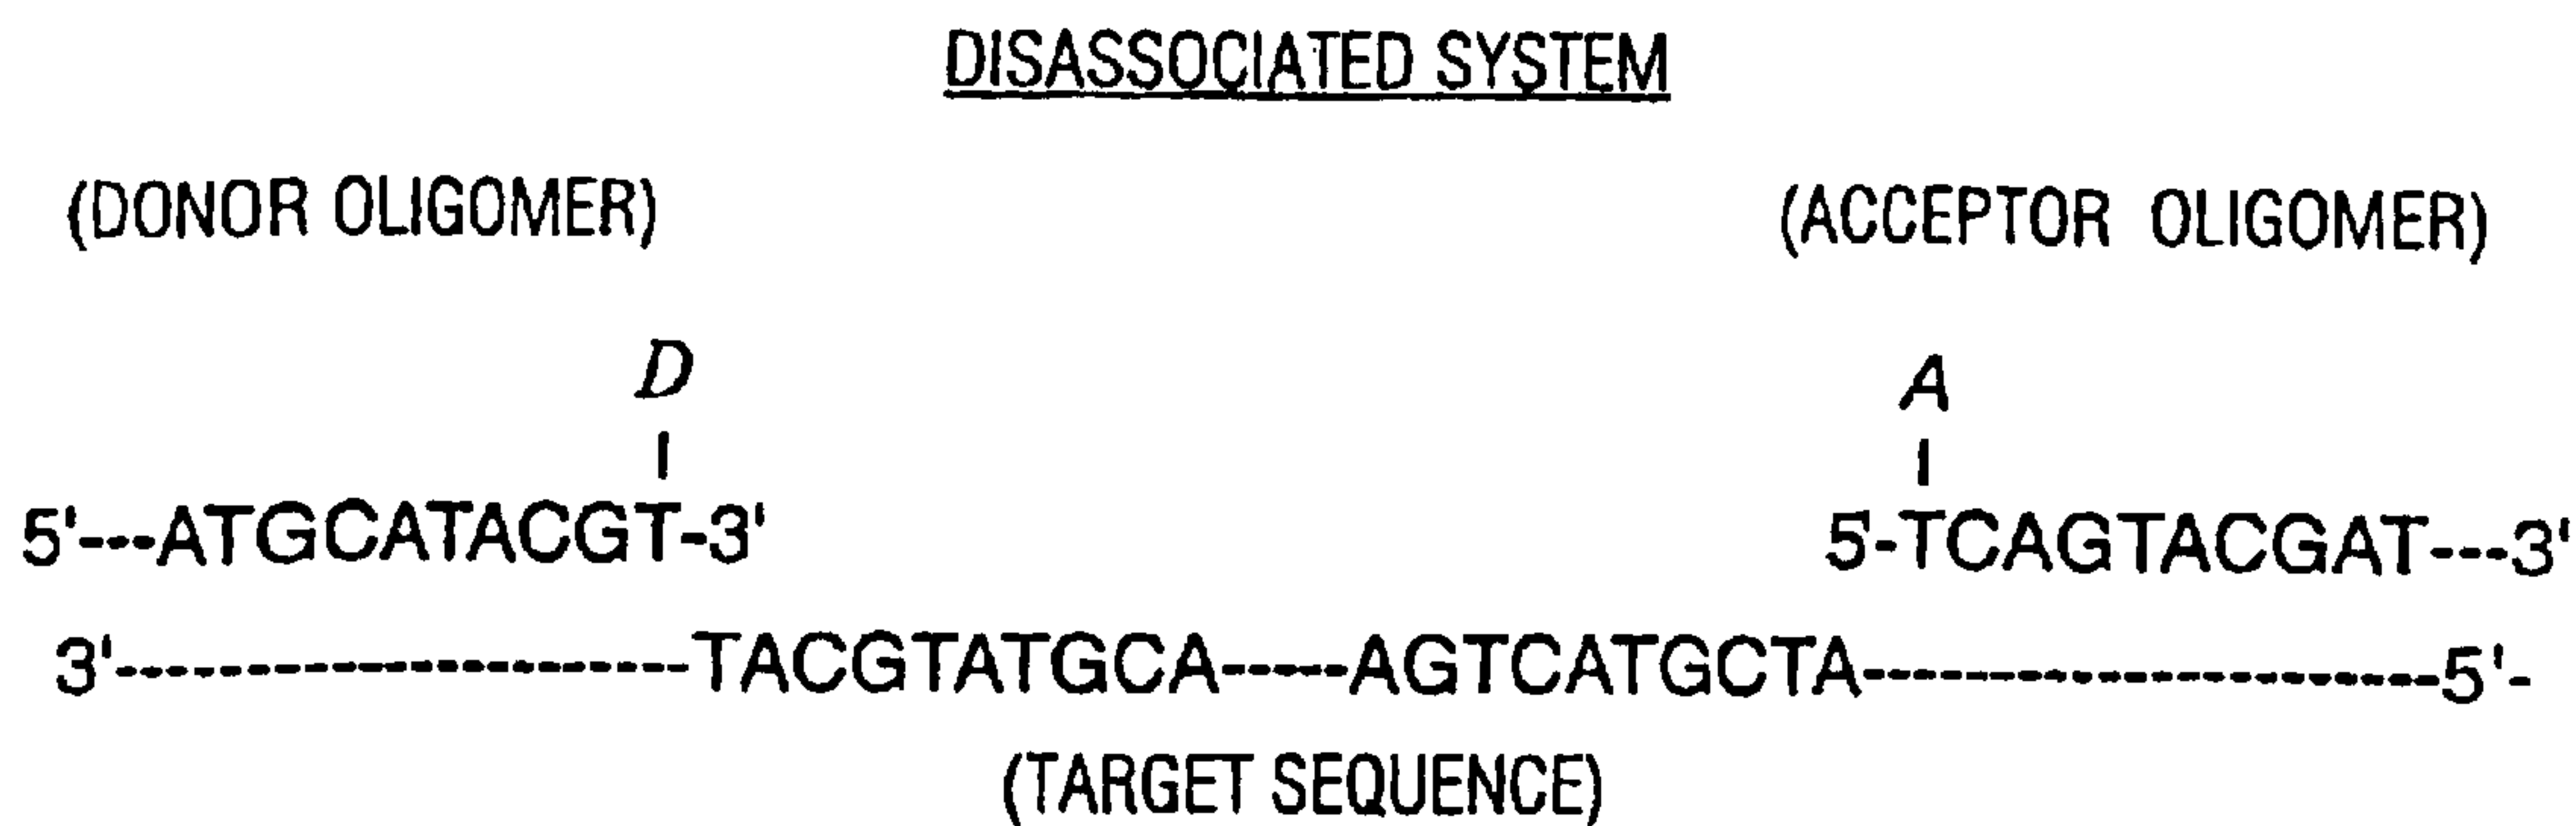 DISASSOCIATED SYSTEM
(DONOR OLIGOMER) (ACCEPTOR OLIGOMER)
D A
5'---ATGCATACGT-3' 5'-TCAGTACGAT---3'
3'----------------------TACGTATGCA-----AGTCATGCTA----------------------5'-
(TARGET SEQUENCE)